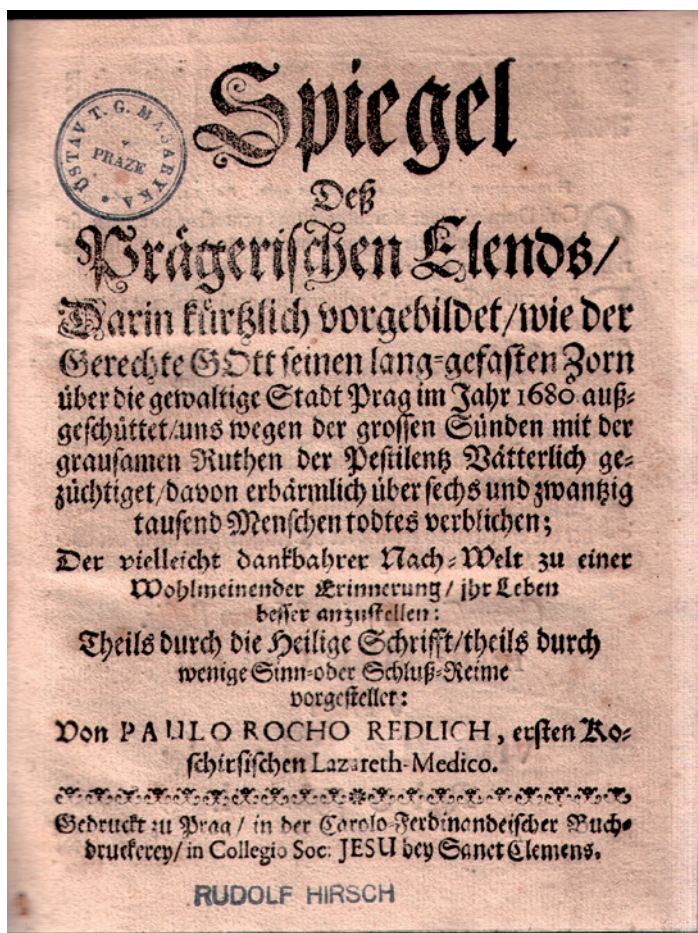 Spiegel
Deß
Prägerischen Elends/
Darin kürtzlich vorgebildet/wie der
Gerechte GOtt seinen lang-gefasten Zorn
über die gewaltige Stadt Prag im Jahr 1680 auß-
geschüttet/uns wegen der grossen Sünden mit der
grausamen Ruthen der Pestilentz Vätterlich ge-
züchtiget/davon erbärmlich über sechs und zwantzig
tausend Menschen todtes verblichen;
Der vielleicht danckbahrer Nach-Welt zu einer
Wohlmeinender Erinnerung/ jhr Leben
besser anzustellen:
Theils durch die Heilige Schrifft/theils durch
wenige Sinn-oder Schluß-Reime
vorgestellet:
Von PAULO ROCHO REDLICH, ersten Ko-
schirsischen Lazareth-Medico.
Gedruckt zu Prag/ in der Carolo-Ferdinandeischer Buch-
druckerey/ in Collegio Soc: JESU bey Sanct Clemens.
ÚSTAV T. G. MASARYKA
PRAZE
RUDOLF HIRSCH